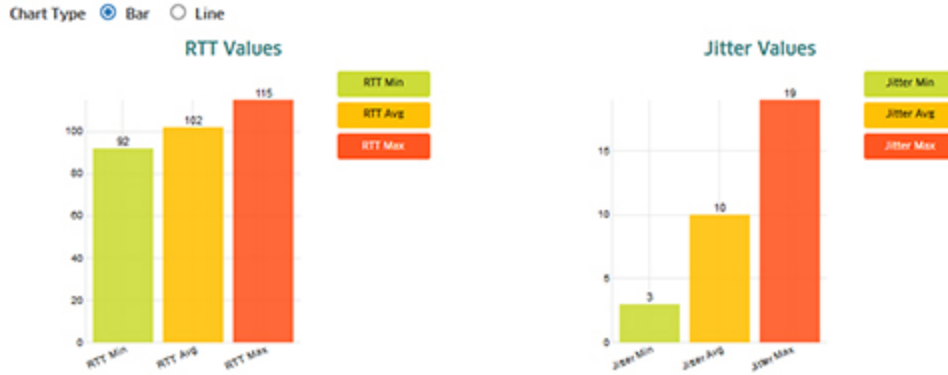 Chart Type Bar Line
RTT Values
115
102
92
100
80
60
40
20
0
RTT Min
RTT Avg
RTT Max
RTT Min
RTT Avg
RTT Max
Jitter Values
19
15
10
10
5
3
0
Jitter Min
Jitter Avg
Jitter Max
Jitter Min
Jitter Avg
Jitter Max